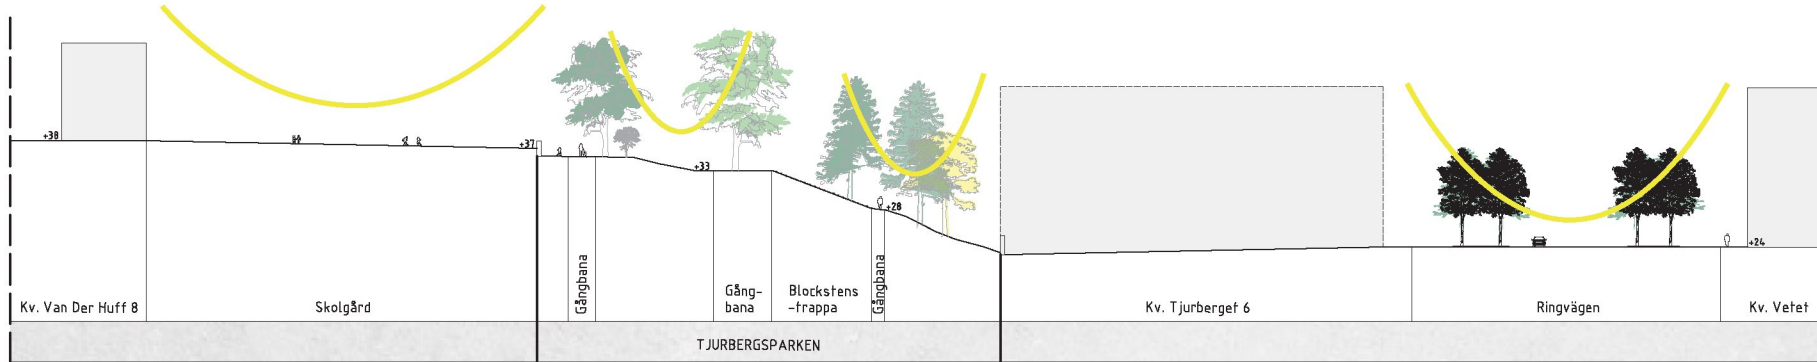 +38
+37
+33
+28
+24
Kv. Van Der Huff 8
Skolgård
Gångbana
Gång-
bana
Blockstens
-trappa
Gångbana
Kv. Tjurberget 6
Ringvägen
Kv. Vetet
TJURBERGSPARKEN